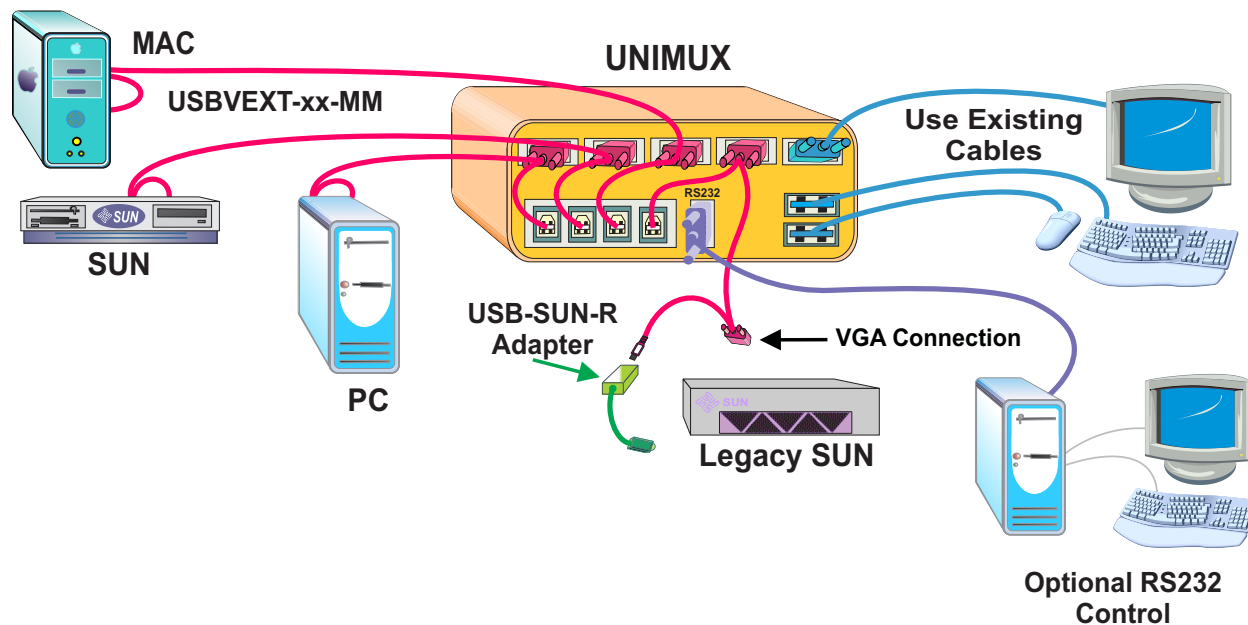 MAC
UNIMUX
USBVEXT-xx-MM
Use Existing
Cables
RS232
SUN
SUN
USB-SUN-R
Adapter
VGA Connection
PC
SUN
Legacy SUN
Optional RS232
Control